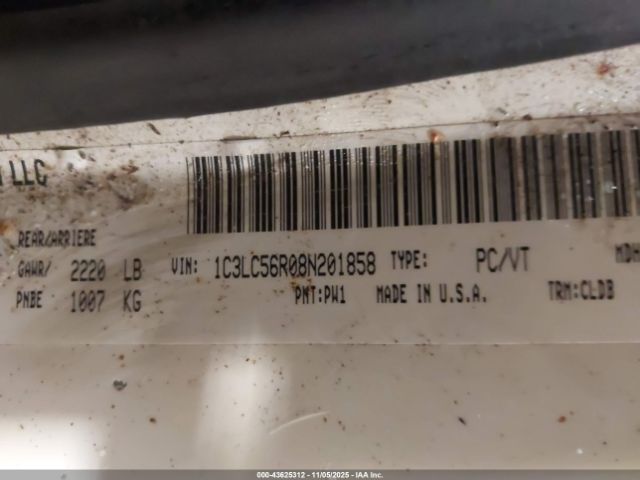 LLC
REAR/ARRIERE
GAWR/ 2220 LB VIN: 1C3LC56R08N201858 TYPE: PC/VT MDH
PNBE 1007 KG PNT:PW1 MADE IN U.S.A. TRM:CLDB
000-43625312 - 11/05/2025 - IAA Inc.